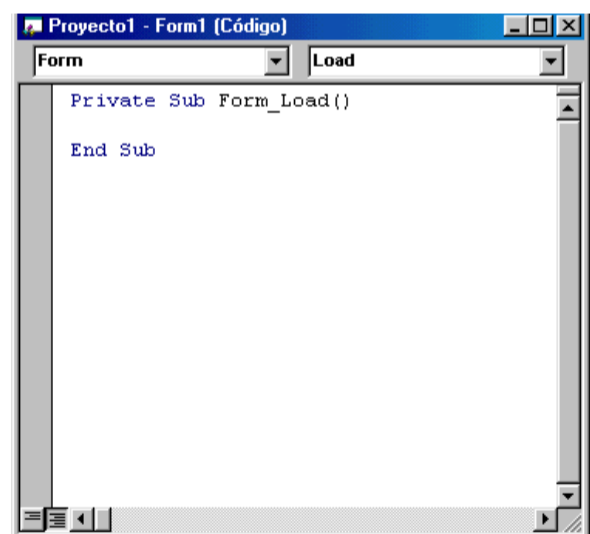 Proyecto1 - Form1 (Código)
Form
Load
Private Sub Form_Load()
End Sub